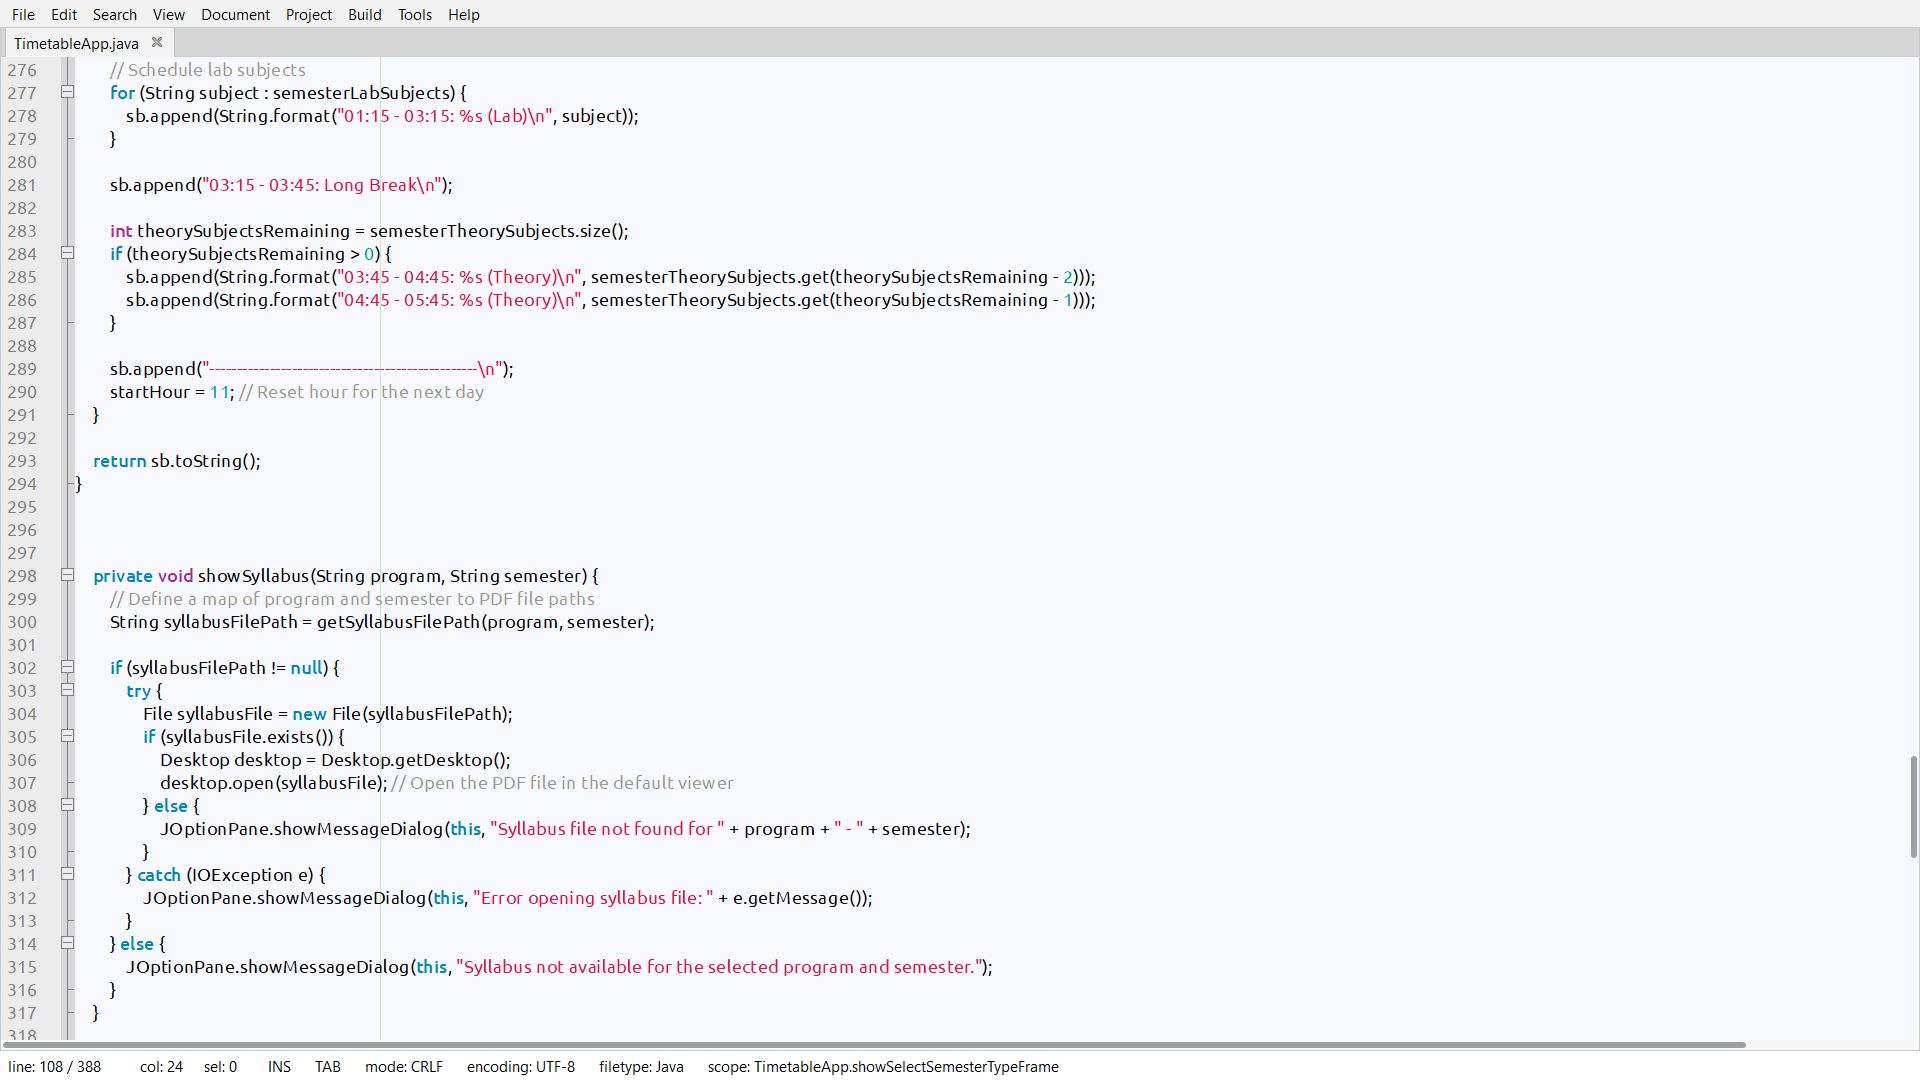 File Edit Search View Document Project Build Tools Help
TimetableApp.java
276 // Schedule lab subjects
277 for (String subject : semesterLabSubjects) {
278 sb.append(String.format("01:15 - 03:15: %s (Lab)\n", subject));
279 }
280
281 sb.append("03:15 - 03:45: Long Break\n");
282
283 int theorySubjectsRemaining = semesterTheorySubjects.size();
284 if (theorySubjectsRemaining > 0) {
285 sb.append(String.format("03:45 - 04:45: %s (Theory)\n", semesterTheorySubjects.get(theorySubjectsRemaining - 2)));
286 sb.append(String.format("04:45 - 05:45: %s (Theory)\n", semesterTheorySubjects.get(theorySubjectsRemaining - 1)));
287 }
288
289 sb.append("-------------------------------------------------\n");
290 startHour = 11; // Reset hour for the next day
291 }
292
293 return sb.toString();
294 }
295
296
297
298 private void showSyllabus(String program, String semester) {
299 // Define a map of program and semester to PDF file paths
300 String syllabusFilePath = getSyllabusFilePath(program, semester);
301
302 if (syllabusFilePath != null) {
303 try {
304 File syllabusFile = new File(syllabusFilePath);
305 if (syllabusFile.exists()) {
306 Desktop desktop = Desktop.getDesktop();
307 desktop.open(syllabusFile); // Open the PDF file in the default viewer
308 } else {
309 JOptionPane.showMessageDialog(this, "Syllabus file not found for " + program + " - " + semester);
310 }
311 } catch (IOException e) {
312 JOptionPane.showMessageDialog(this, "Error opening syllabus file: " + e.getMessage());
313 }
314 } else {
315 JOptionPane.showMessageDialog(this, "Syllabus not available for the selected program and semester.");
316 }
317 }
318
line: 108 / 388 col: 24 sel: 0 INS TAB mode: CRLF encoding: UTF-8 filetype: Java scope: TimetableApp.showSelectSemesterTypeFrame